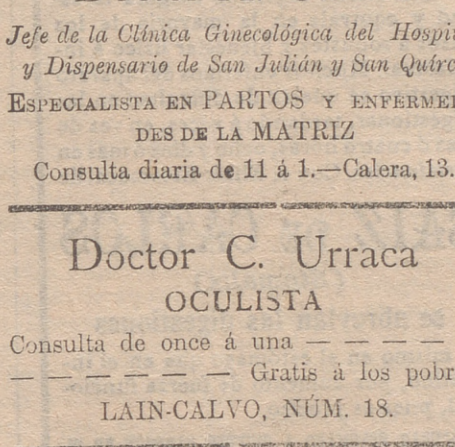 Jefe de la Clínica Ginecológica del Hospi
y Dispensario de San Julián y San Quirc
ESPECIALISTA EN PARTOS Y ENFERME
DES DE LA MATRIZ
Consulta diaria de 11 á 1.—Calera, 13.
Doctor C. Urraca
OCULISTA
Consulta de once á una — — — —
— — — — — — Gratis á los pobr
LAIN-CALVO, NÚM. 18.